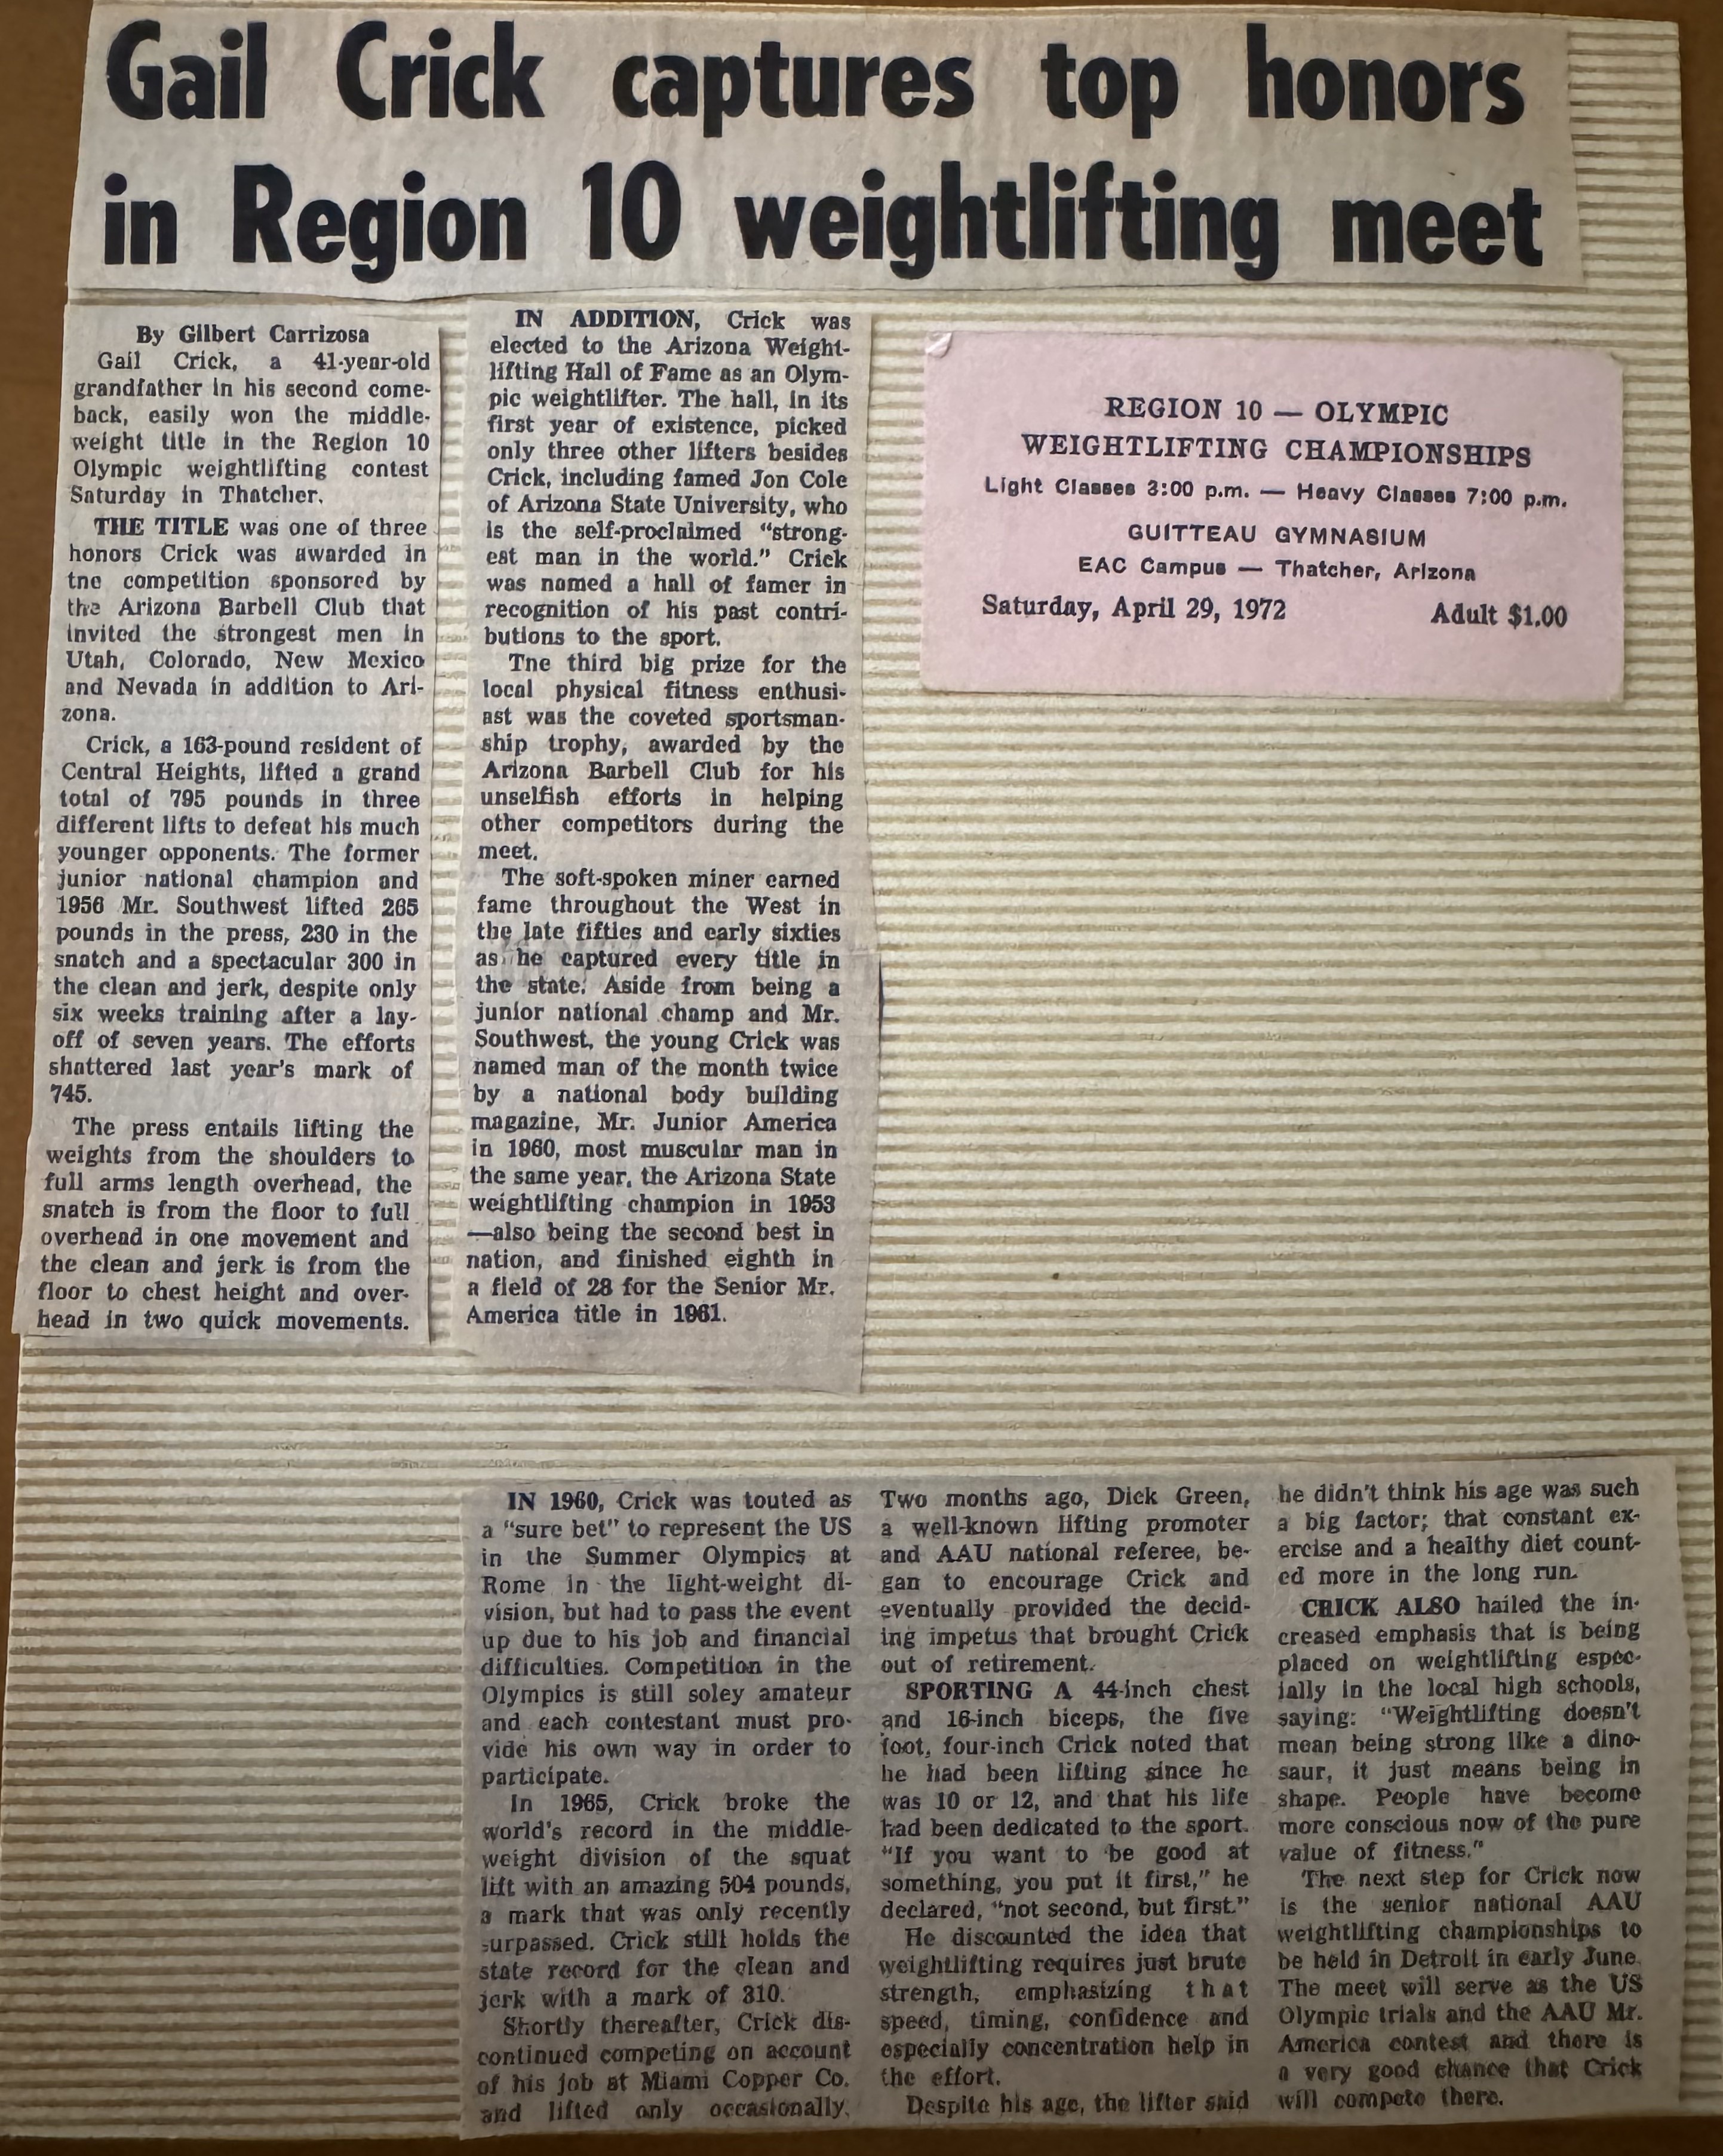 Gail Crick captures top honors
in Region 10 weightlifting meet
By Gilbert Carrizosa
Gail Crick, a 41-year-old
grandfather in his second come-
back, easily won the middle-
weight title in the Region 10
Olympic weightlifting contest
Saturday in Thatcher.
THE TITLE was one of three
honors Crick was awarded in
tne competition sponsored by
the Arizona Barbell Club that
invited the strongest men in
Utah, Colorado, New Mexico
and Nevada in addition to Ari-
zona.
Crick, a 163-pound resident of
Central Heights, lifted a grand
total of 795 pounds in three
different lifts to defeat his much
younger opponents. The former
junior national champion and
1956 Mr. Southwest lifted 265
pounds in the press, 230 in the
snatch and a spectacular 300 in
the clean and jerk, despite only
six weeks training after a lay-
off of seven years. The efforts
shattered last year's mark of
745.
The press entails lifting the
weights from the shoulders to
full arms length overhead, the
snatch is from the floor to full
overhead in one movement and
the clean and jerk is from the
floor to chest height and over-
head in two quick movements.
IN ADDITION, Crick was
elected to the Arizona Weight-
lifting Hall of Fame as an Olym-
pic weightlifter. The hall, in its
first year of existence, picked
only three other lifters besides
Crick, including famed Jon Cole
of Arizona State University, who
is the self-proclaimed "strong-
est man in the world." Crick
was named a hall of famer in
recognition of his past contri-
butions to the sport.
Tne third big prize for the
local physical fitness enthusi-
ast was the coveted sportsman-
ship trophy, awarded by the
Arizona Barbell Club for his
unselfish efforts in helping
other competitors during the
meet.
The soft-spoken miner earned
fame throughout the West in
the late fifties and early sixties
as he captured every title in
the state. Aside from being a
junior national champ and Mr.
Southwest, the young Crick was
named man of the month twice
by a national body building
magazine, Mr. Junior America
in 1960, most muscular man in
the same year, the Arizona State
weightlifting champion in 1953
—also being the second best in
nation, and finished eighth in
a field of 28 for the Senior Mr.
America title in 1961.
REGION 10 — OLYMPIC
WEIGHTLIFTING CHAMPIONSHIPS
Light Classes 3:00 p.m. — Heavy Classes 7:00 p.m.
GUITTEAU GYMNASIUM
EAC Campus — Thatcher, Arizona
Saturday, April 29, 1972 Adult $1.00
IN 1960, Crick was touted as
a "sure bet" to represent the US
in the Summer Olympics at
Rome in the light-weight di-
vision, but had to pass the event
up due to his job and financial
difficulties. Competition in the
Olympics is still soley amateur
and each contestant must pro-
vide his own way in order to
participate.
In 1965, Crick broke the
world's record in the middle-
weight division of the squat
lift with an amazing 504 pounds,
a mark that was only recently
surpassed. Crick still holds the
state record for the clean and
jerk with a mark of 310.
Shortly thereafter, Crick dis-
continued competing on account
of his job at Miami Copper Co.
and lifted only occasionally.
Two months ago, Dick Green,
a well-known lifting promoter
and AAU national referee, be-
gan to encourage Crick and
eventually provided the decid-
ing impetus that brought Crick
out of retirement.
SPORTING A 44-inch chest
and 16-inch biceps, the five
foot, four-inch Crick noted that
he had been lifting since he
was 10 or 12, and that his life
had been dedicated to the sport.
"If you want to be good at
something, you put it first," he
declared, "not second, but first."
He discounted the idea that
weightlifting requires just brute
strength, emphasizing that
speed, timing, confidence and
especially concentration help in
the effort.
Despite his age, the lifter said
he didn't think his age was such
a big factor; that constant ex-
ercise and a healthy diet count-
ed more in the long run.
CRICK ALSO hailed the in-
creased emphasis that is being
placed on weightlifting espec-
ially in the local high schools,
saying: "Weightlifting doesn't
mean being strong like a dino-
saur, it just means being in
shape. People have become
more conscious now of the pure
value of fitness."
The next step for Crick now
is the senior national AAU
weightlifting championships to
be held in Detroit in early June.
The meet will serve as the US
Olympic trials and the AAU Mr.
America contest and there is
a very good chance that Crick
will compete there.